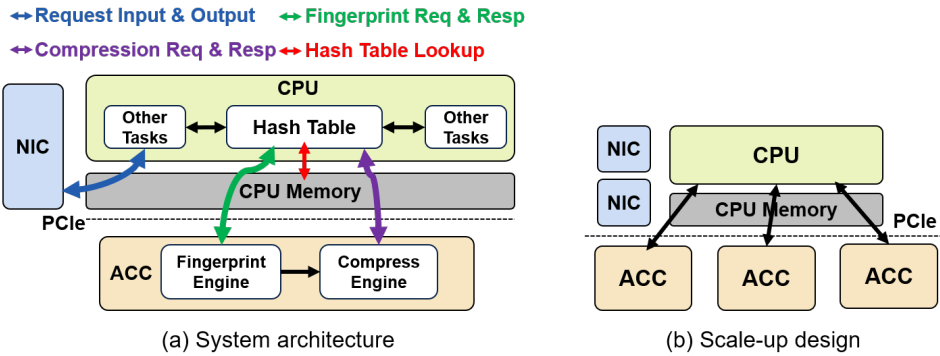 Request Input & Output
Fingerprint Req & Resp
Compression Req & Resp
Hash Table Lookup
NIC
CPU
Other
Tasks
Hash Table
Other
Tasks
CPU Memory
PCIe
ACC
Fingerprint
Engine
Compress
Engine
(a) System architecture
NIC
NIC
CPU
CPU Memory
PCIe
ACC
ACC
ACC
(b) Scale-up design